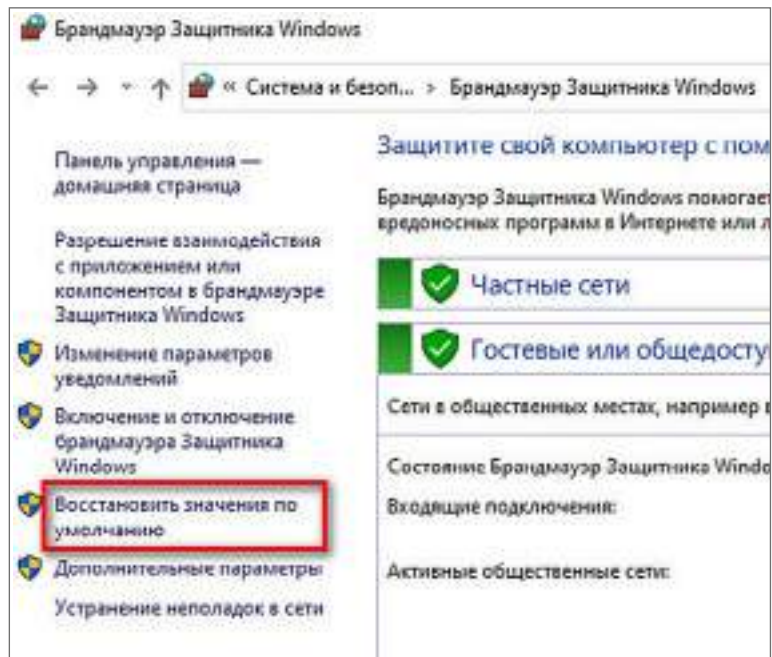 Брандмауэр Защитника Windows
« Система и безоп... > Брандмауэр Защитника Windows
Панель управления —
домашняя страница
Разрешение взаимодействия
с приложением или
компонентом в брандмауэре
Защитника Windows
Изменение параметров
уведомлений
Включение и отключение
брандмауэра Защитника
Windows
Восстановить значения по
умолчанию
Дополнительные параметры
Устранение неполадок в сети
Защитите свой компьютер с пом
Брандмауэр Защитника Windows помогает
вредоносных программ в Интернете или л
Частные сети
Гостевые или общедосту
Сети в общественных местах, например в
Состояние Брандмауэр Защитника Windo
Входящие подключения:
Активные общественные сети: